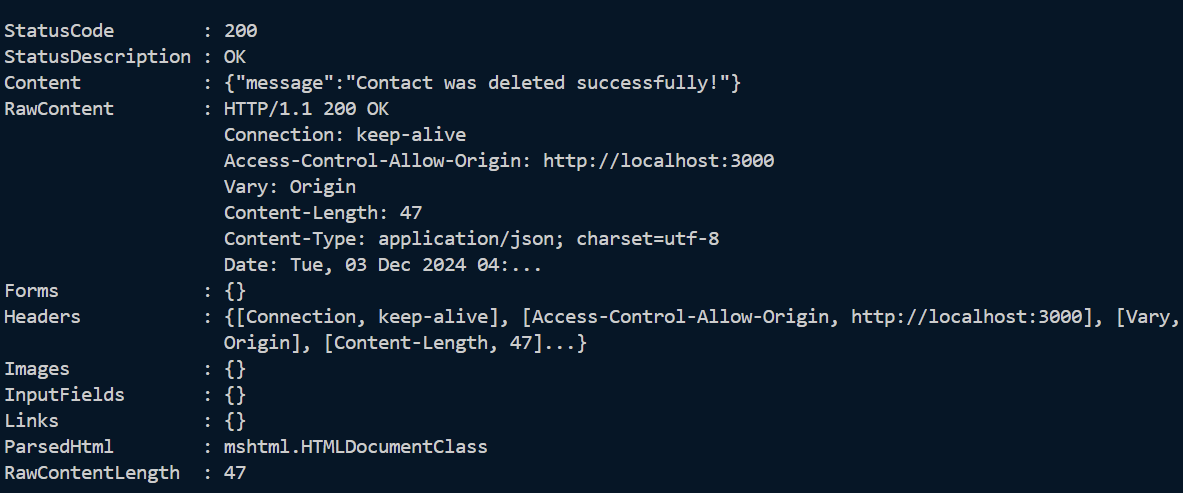 StatusCode        : 200
StatusDescription : OK
Content           : {"message":"Contact was deleted successfully!"}
RawContent        : HTTP/1.1 200 OK
                    Connection: keep-alive
                    Access-Control-Allow-Origin: http://localhost:3000
                    Vary: Origin
                    Content-Length: 47
                    Content-Type: application/json; charset=utf-8
                    Date: Tue, 03 Dec 2024 04:...
Forms             : {}
Headers           : {[Connection, keep-alive], [Access-Control-Allow-Origin, http://localhost:3000], [Vary,
                    Origin], [Content-Length, 47]...}
Images            : {}
InputFields       : {}
Links             : {}
ParsedHtml        : mshtml.HTMLDocumentClass
RawContentLength  : 47